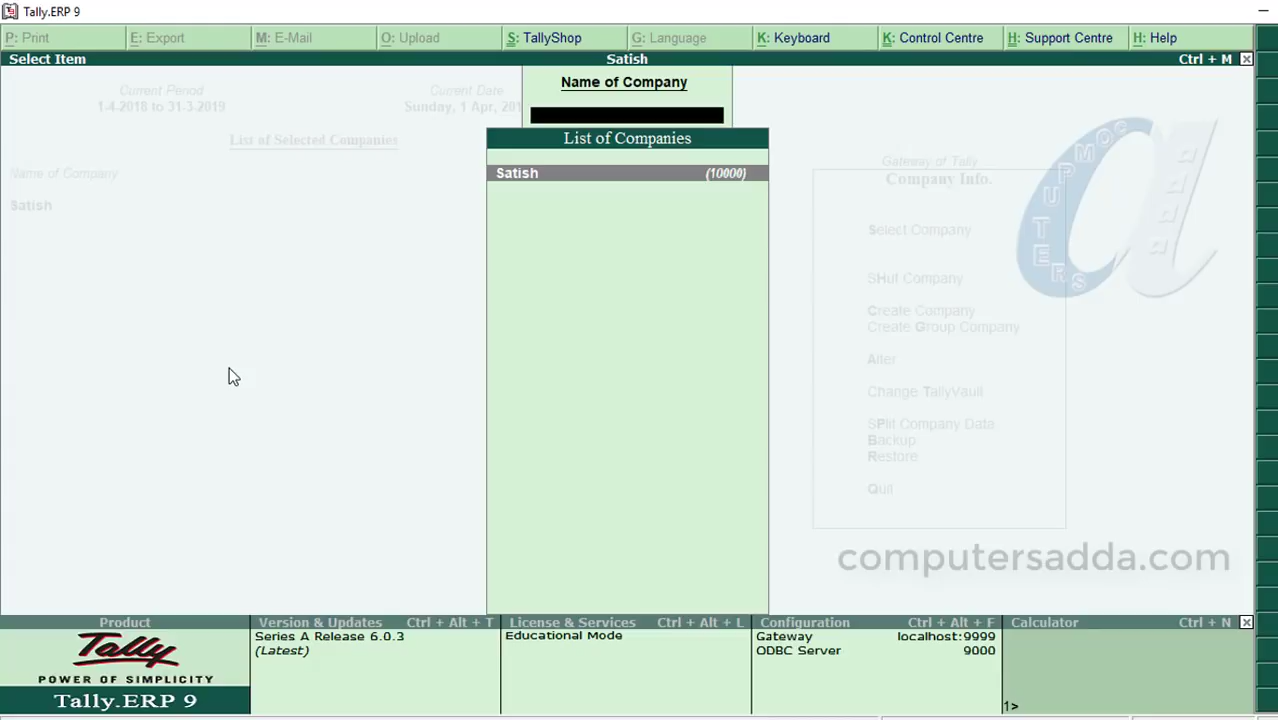 Tally.ERP 9
P: Print
E: Export
M: E-Mail
O: Upload
S: TallyShop
G: Language
K: Keyboard
K: Control Centre
H: Support Centre
H: Help
Select Item
Satish
Ctrl + M
Current Period
1-4-2018 to 31-3-2019
Current Date
Sunday, 1 Apr, 201
List of Selected Companies
Name of Company
Satish
Name of Company
List of Companies
Satish (10000)
Gateway of Tally
Company Info.
Select Company
SHut Company
Create Company
Create Group Company
Alter
Change TallyVault
SPlit Company Data
Backup
Restore
Quit
COMPUTERS
adda
computersadda.com
Product
Tally
POWER OF SIMPLICITY
Tally.ERP 9
Version & Updates Ctrl + Alt + T
Series A Release 6.0.3
(Latest)
License & Services Ctrl + Alt + L
Educational Mode
Configuration Ctrl + Alt + F
Gateway localhost:9999
ODBC Server 9000
Calculator Ctrl + N
1>